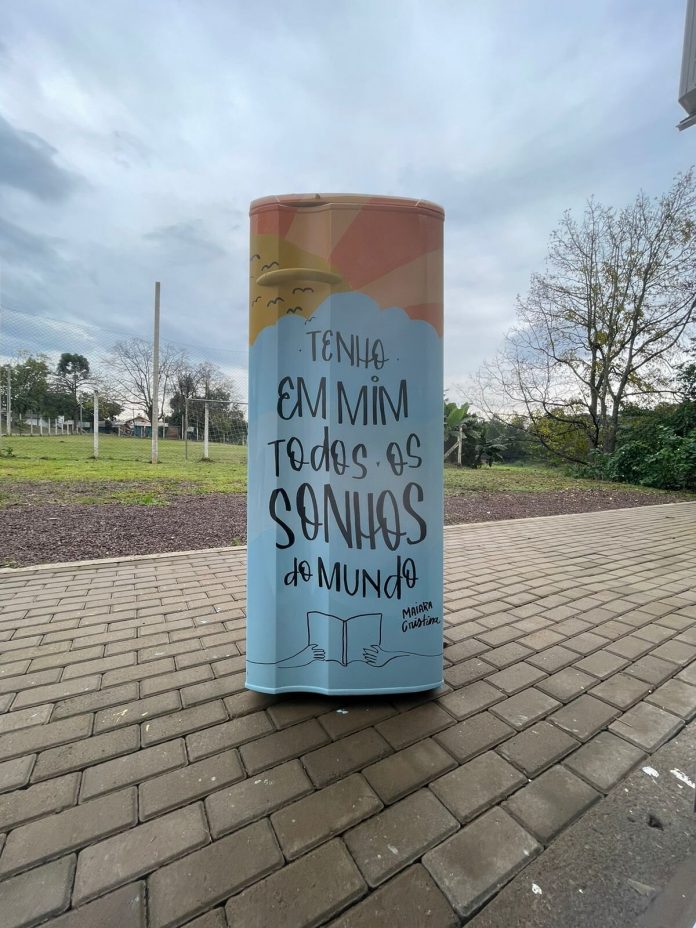 · TENHO ·
EM MIM
TODOS · OS
SONHOS
do MUNDO
MAIARA
Cristina